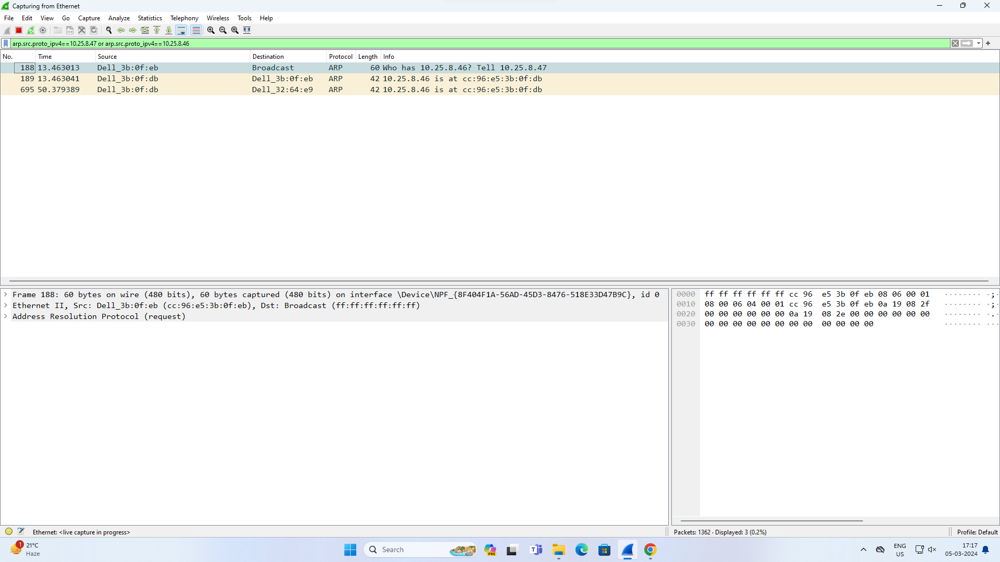 Capturing from Ethernet
File Edit View Go Capture Analyze Statistics Telephony Wireless Tools Help
arp.src.proto_ipv4==10.25.8.47 or arp.src.proto_ipv4==10.25.8.46
No. Time Source Destination Protocol Length Info
188 13.463013 Dell_3b:0f:eb Broadcast ARP 60 Who has 10.25.8.46? Tell 10.25.8.47
189 13.463041 Dell_3b:0f:db Dell_3b:0f:eb ARP 42 10.25.8.46 is at cc:96:e5:3b:0f:db
695 50.379389 Dell_3b:0f:db Dell_32:64:e9 ARP 42 10.25.8.46 is at cc:96:e5:3b:0f:db
Frame 188: 60 bytes on wire (480 bits), 60 bytes captured (480 bits) on interface \Device\NPF_{8F404F1A-56AD-45D3-8476-518E33D47B9C}, id 0
Ethernet II, Src: Dell_3b:0f:eb (cc:96:e5:3b:0f:eb), Dst: Broadcast (ff:ff:ff:ff:ff:ff)
Address Resolution Protocol (request)
0000 ff ff ff ff ff ff cc 96 e5 3b 0f eb 08 06 00 01 ········ ·;
0010 08 00 06 04 00 01 cc 96 e5 3b 0f eb 0a 19 08 2f ········ ·;
0020 00 00 00 00 00 00 0a 19 08 2e 00 00 00 00 00 00 ········ ·.
0030 00 00 00 00 00 00 00 00 00 00 00 00 ········ ···
Ethernet: <live capture in progress>
Packets: 1362 · Displayed: 3 (0.2%)
Profile: Default
1
21°C
Haze
Search
PRE
ENG
US
17:17
05-03-2024